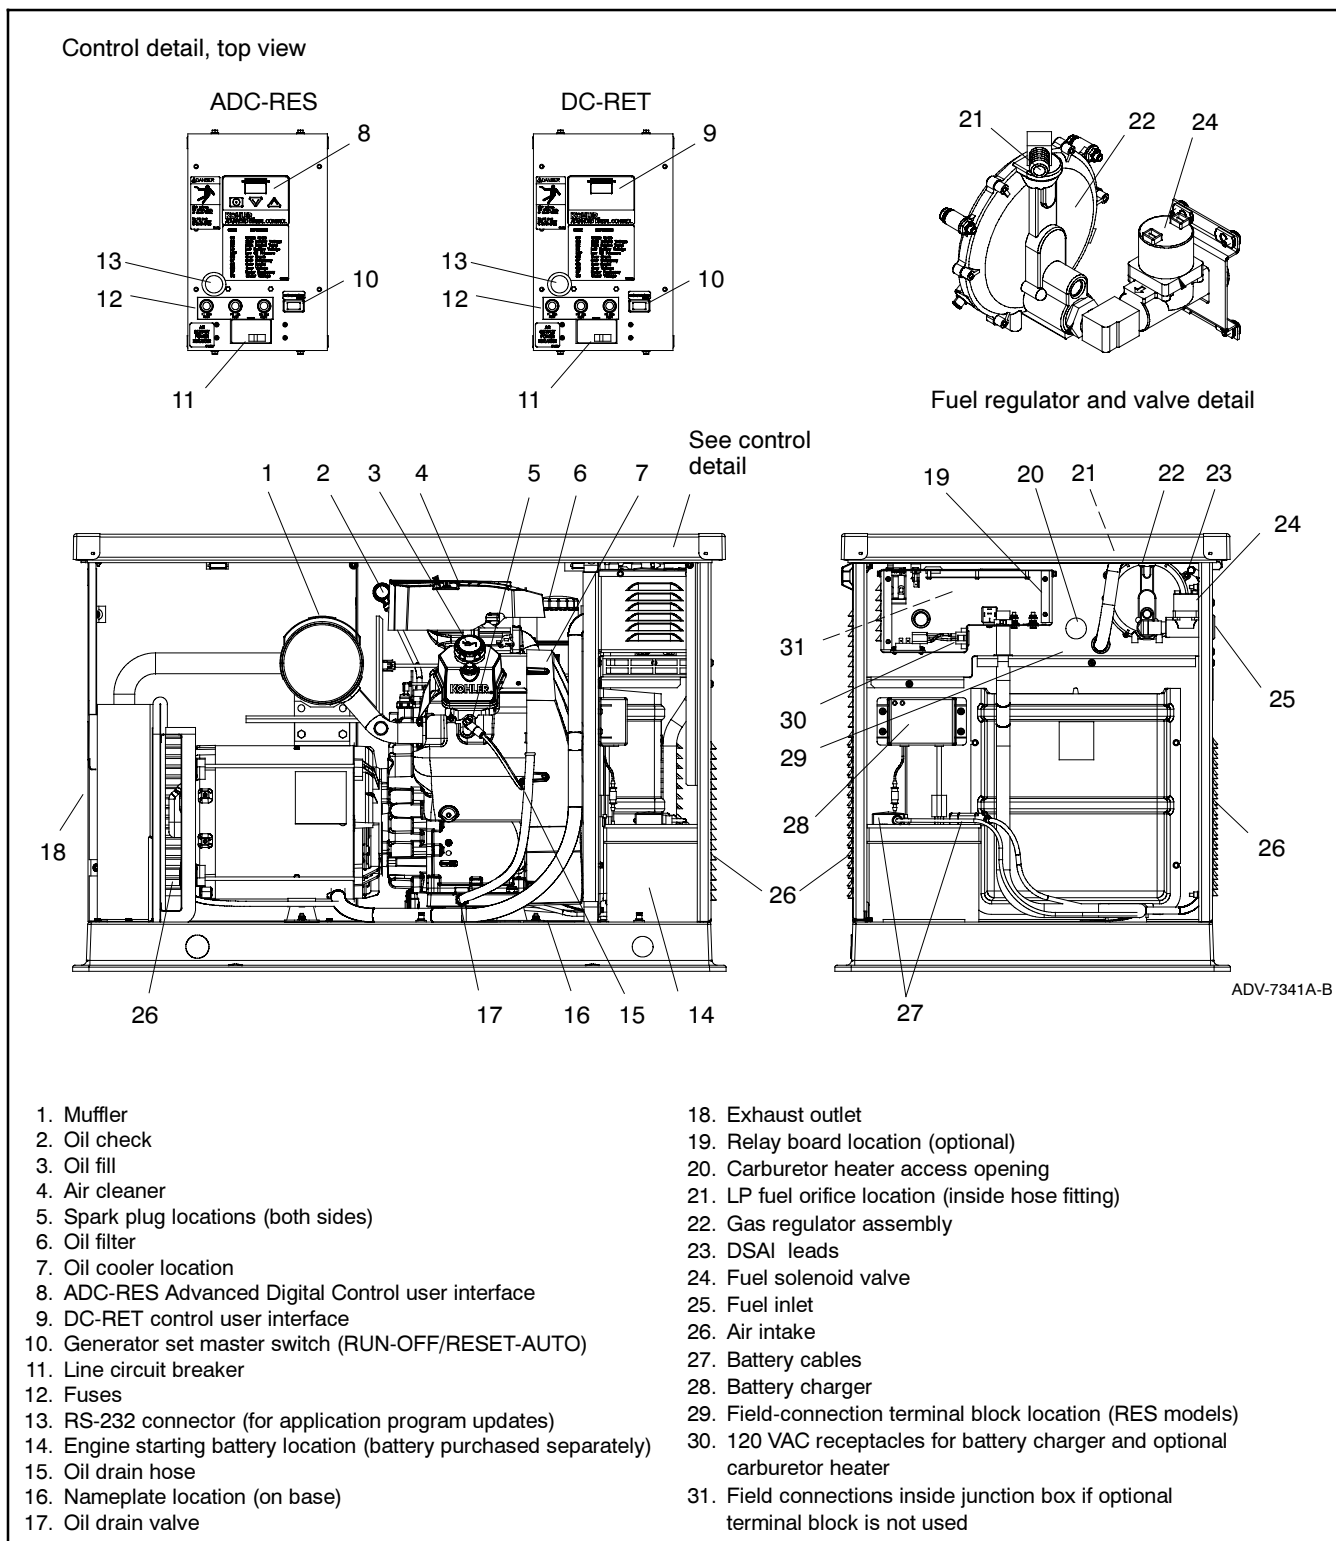 Control detail, top view
ADC-RES
DC-RET
8
9
21
22
24
13
12
10
11
13
12
10
11
DANGER
DANGER
Fuel regulator and valve detail
See control
detail
1
2
3
4
5
6
7
19
20
21
22
23
24
KOHLER
31
30
29
28
25
18
26
26
26
17
16
15
14
27
ADV-7341A-B
1. Muffler
2. Oil check
3. Oil fill
4. Air cleaner
5. Spark plug locations (both sides)
6. Oil filter
7. Oil cooler location
8. ADC-RES Advanced Digital Control user interface
9. DC-RET control user interface
10. Generator set master switch (RUN-OFF/RESET-AUTO)
11. Line circuit breaker
12. Fuses
13. RS-232 connector (for application program updates)
14. Engine starting battery location (battery purchased separately)
15. Oil drain hose
16. Nameplate location (on base)
17. Oil drain valve
18. Exhaust outlet
19. Relay board location (optional)
20. Carburetor heater access opening
21. LP fuel orifice location (inside hose fitting)
22. Gas regulator assembly
23. DSAI leads
24. Fuel solenoid valve
25. Fuel inlet
26. Air intake
27. Battery cables
28. Battery charger
29. Field-connection terminal block location (RES models)
30. 120 VAC receptacles for battery charger and optional
carburetor heater
31. Field connections inside junction box if optional
terminal block is not used